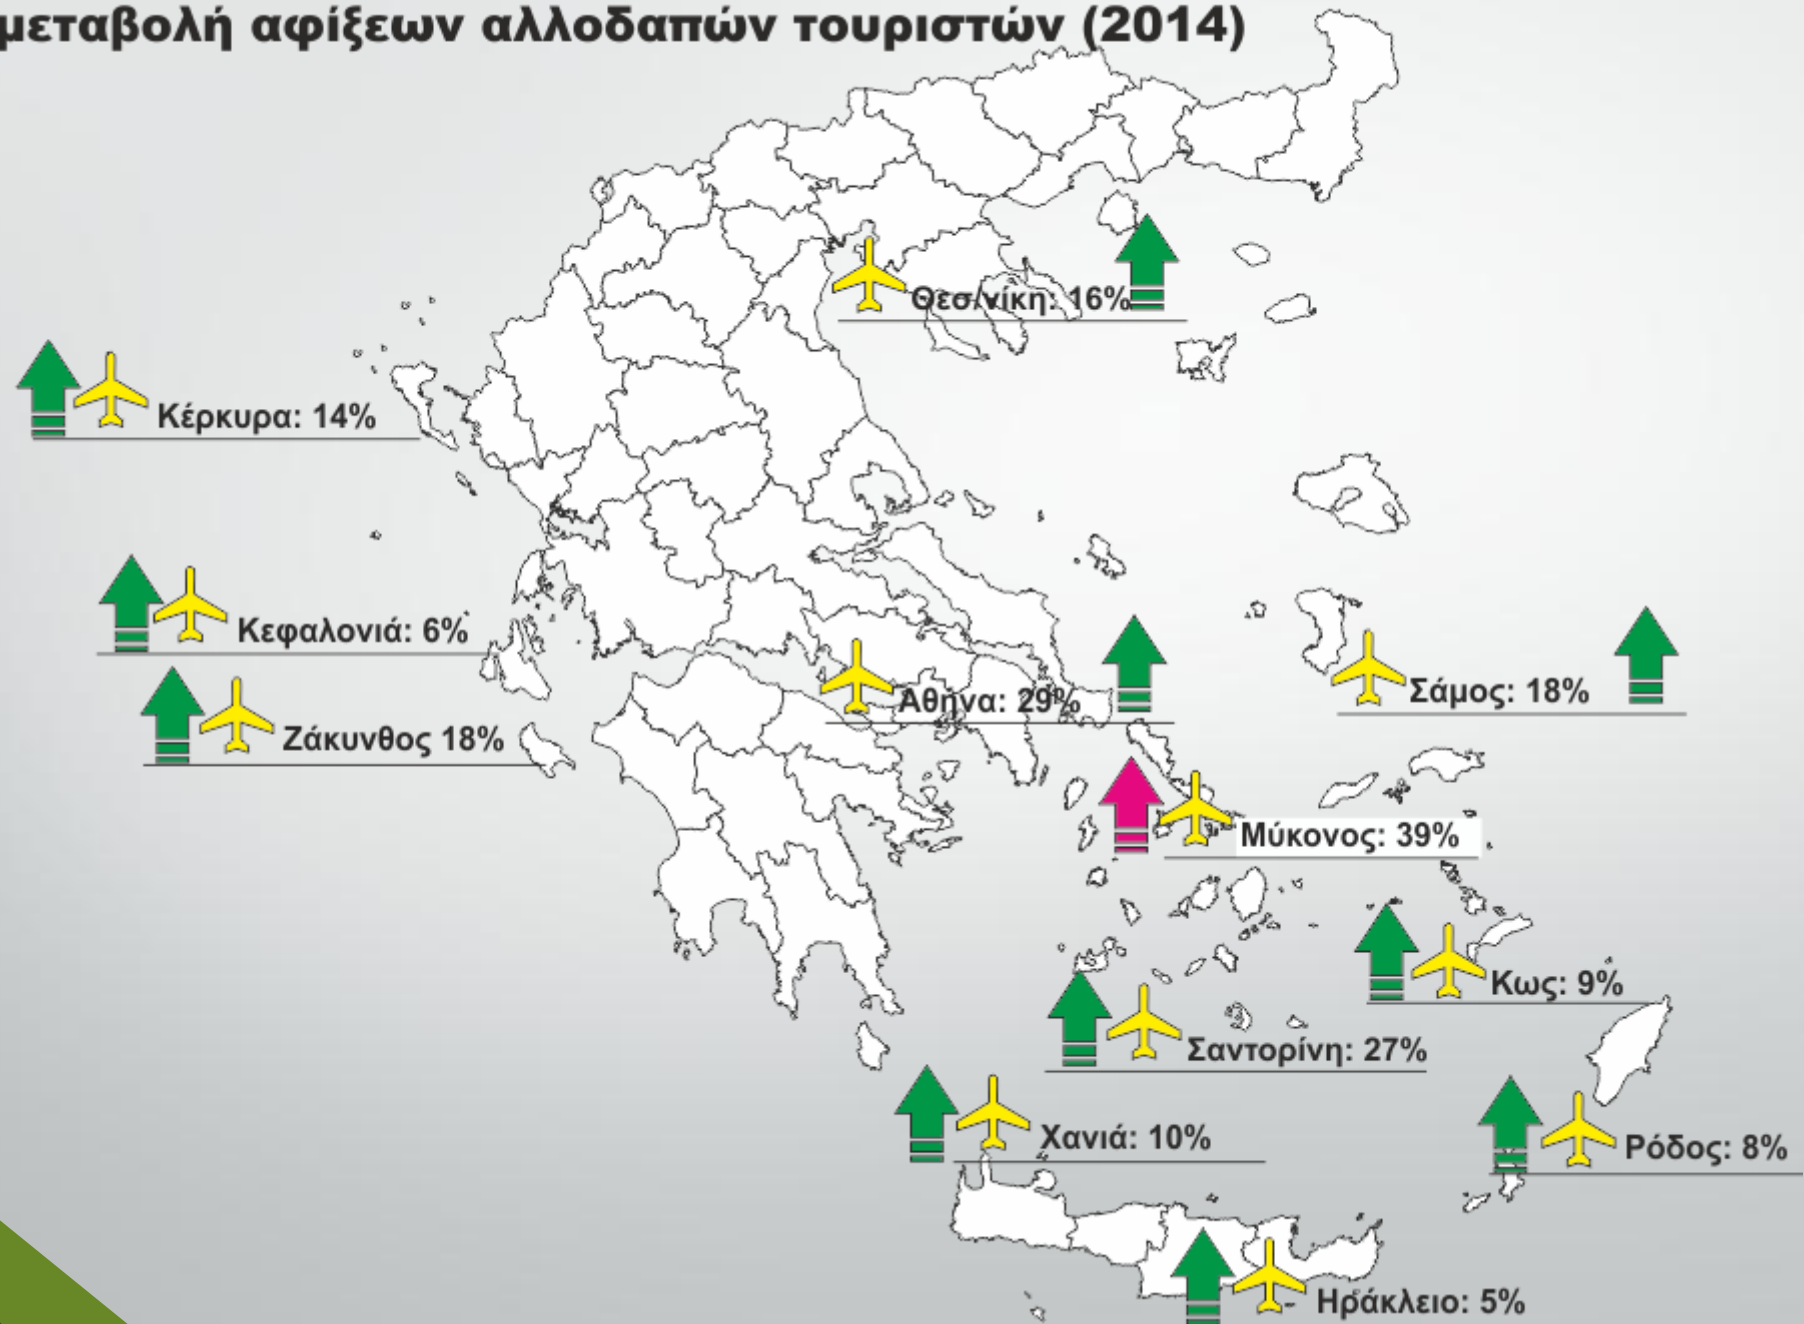 μεταβολή αφίξεων αλλοδαπών τουριστών (2014)
Θεσ/νίκη: 16%
Κέρκυρα: 14%
Κεφαλονιά: 6%
Αθήνα: 29%
Σάμος: 18%
Ζάκυνθος 18%
Μύκονος: 39%
Κως: 9%
Σαντορίνη: 27%
Χανιά: 10%
Ρόδος: 8%
Ηράκλειο: 5%